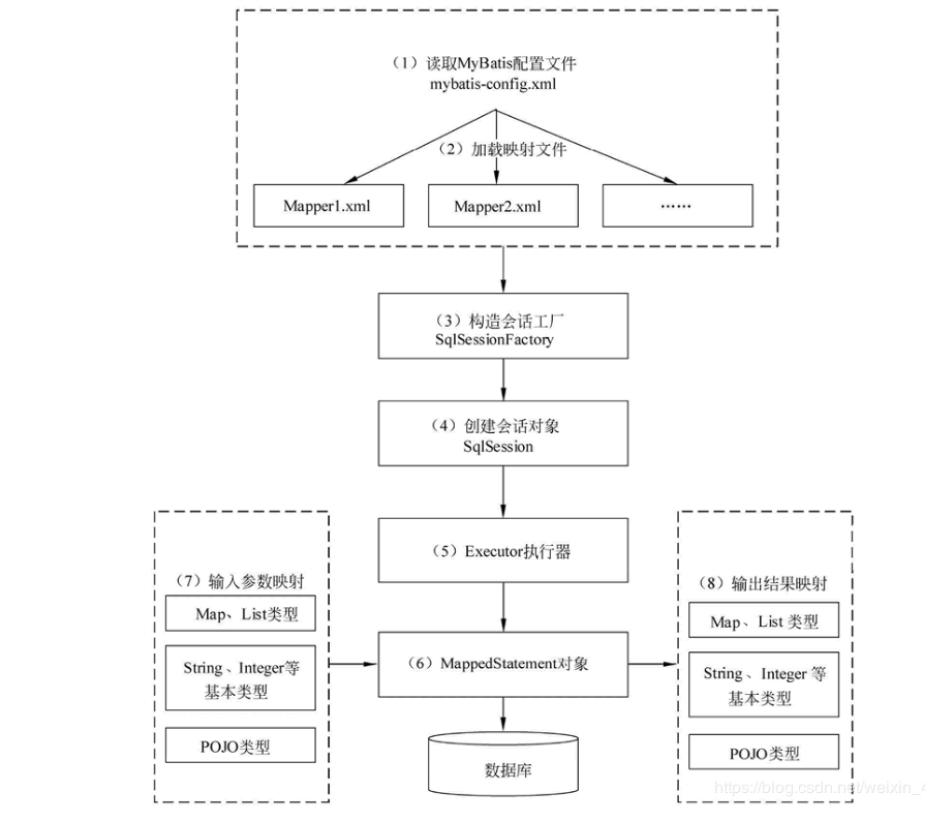 （1）读取MyBatis配置文件
mybatis-config.xml
（2）加载映射文件
Mapper1.xml
Mapper2.xml
……
（3）构造会话工厂
SqlSessionFactory
（4）创建会话对象
SqlSession
（5）Executor执行器
（7）输入参数映射
Map、List类型
String、Integer等
基本类型
POJO类型
（6）MappedStatement对象
数据库
（8）输出结果映射
Map、List 类型
String、Integer 等
基本类型
POJO类型
https://blog.csdn.net/weixin_4